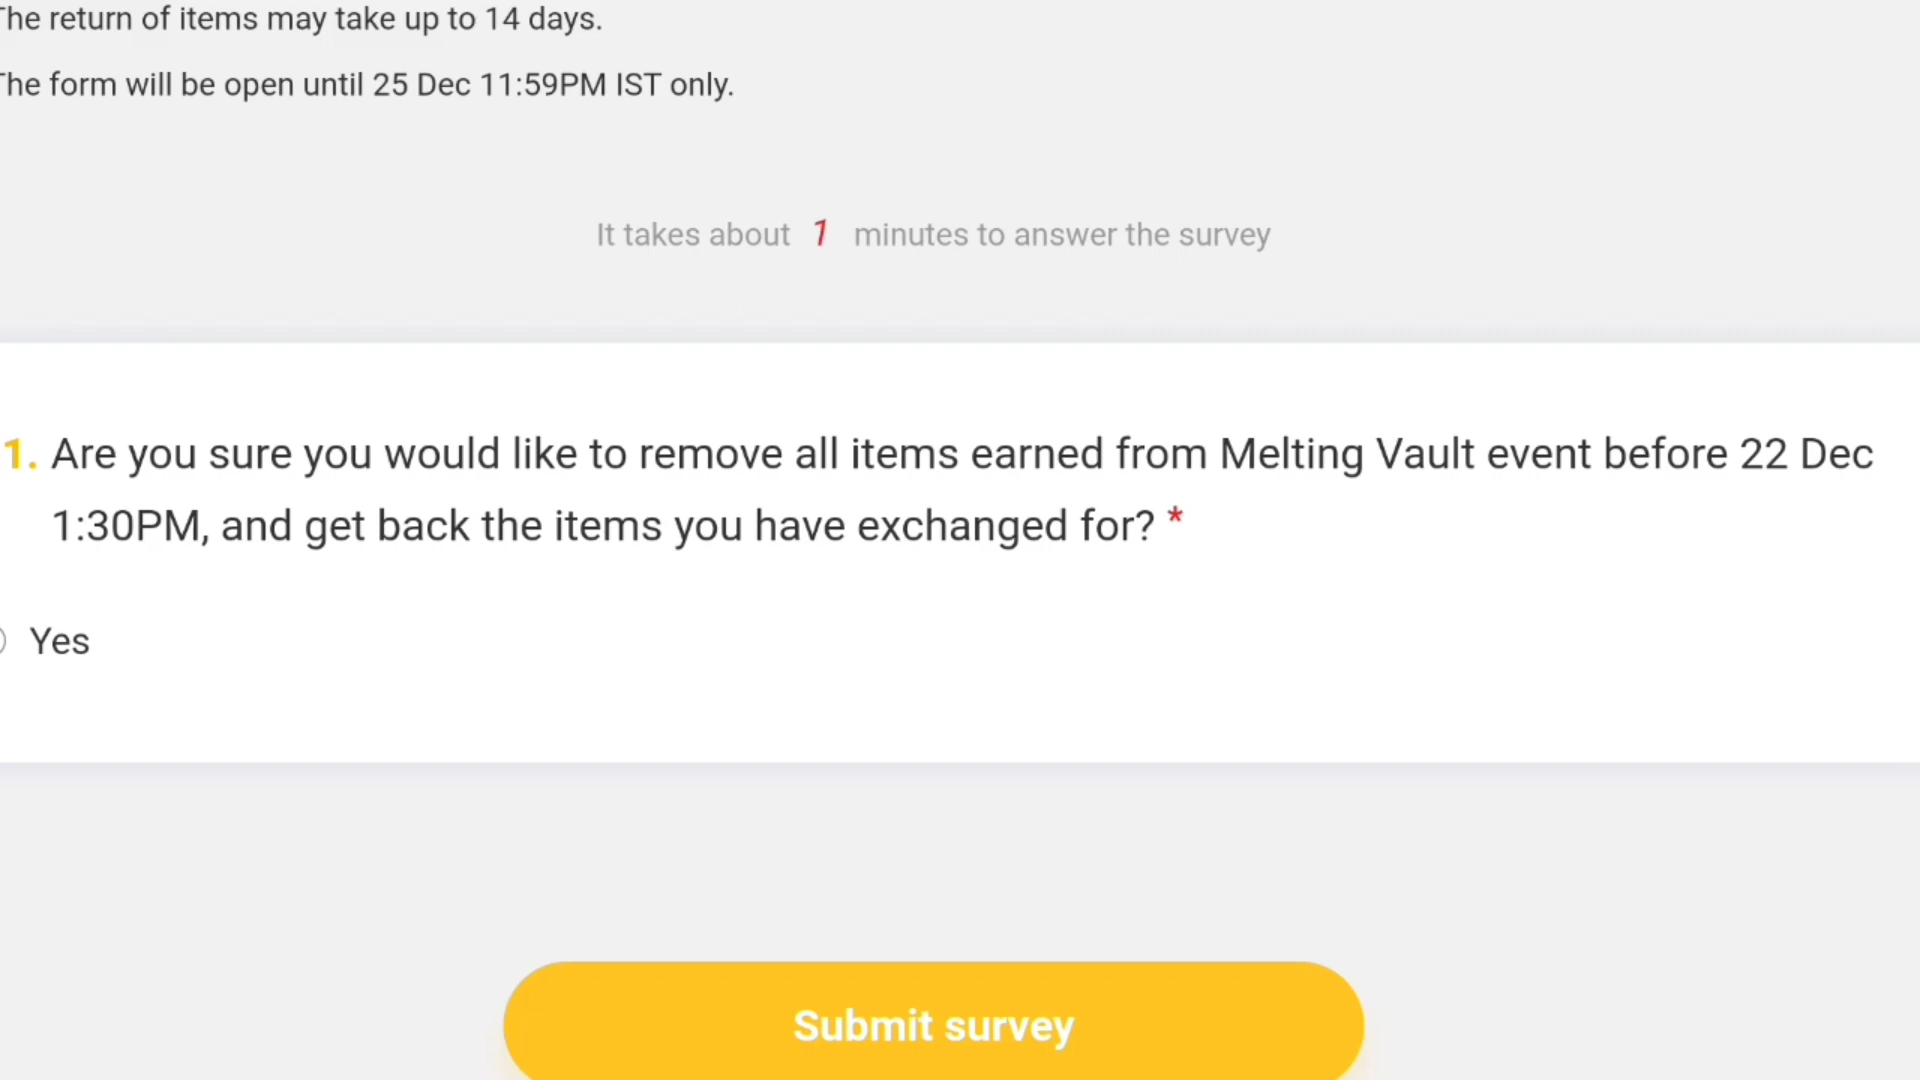 The return of items may take up to 14 days.
The form will be open until 25 Dec 11:59PM IST only.
It takes about 1 minutes to answer the survey
1. Are you sure you would like to remove all items earned from Melting Vault event before 22 Dec
1:30PM, and get back the items you have exchanged for? *
Yes
Submit survey